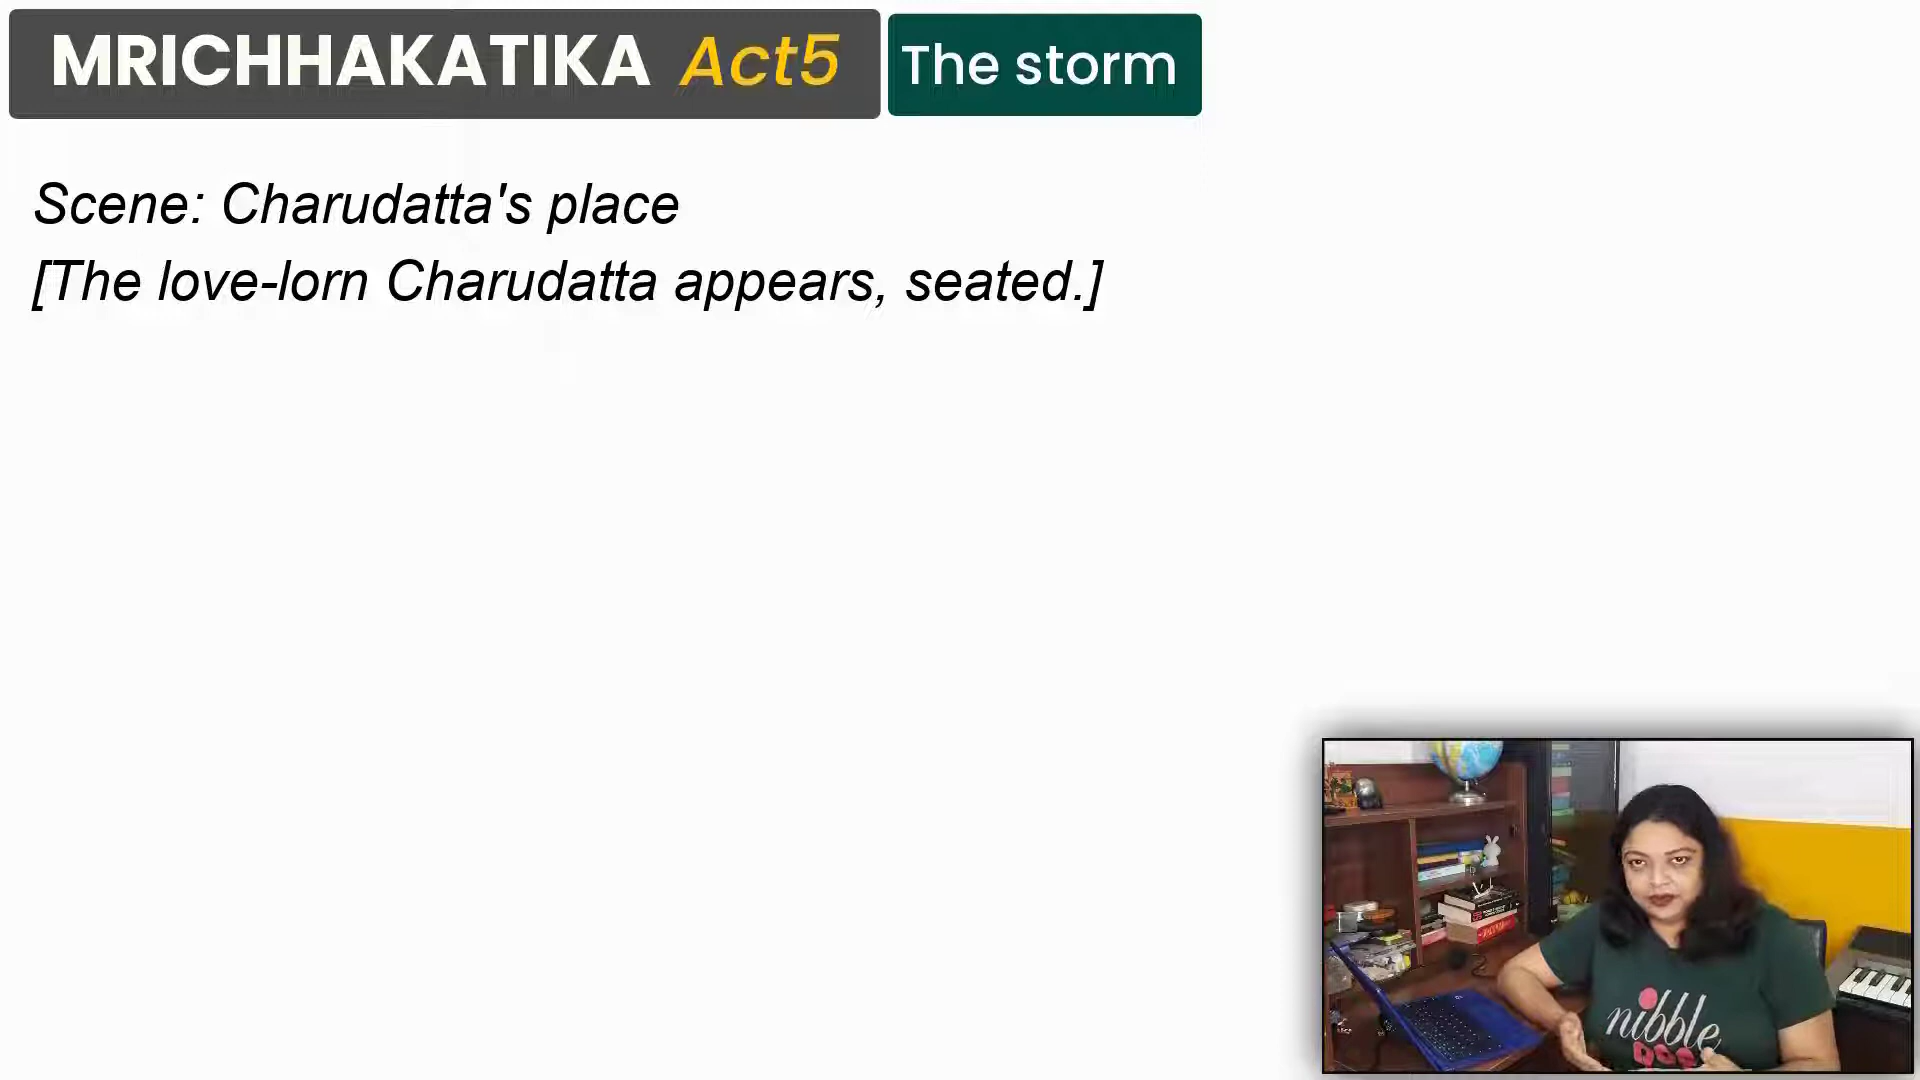 MRICHHAKATIKA Act5 The storm
Scene: Charudatta's place
[The love-lorn Charudatta appears, seated.]
nibble